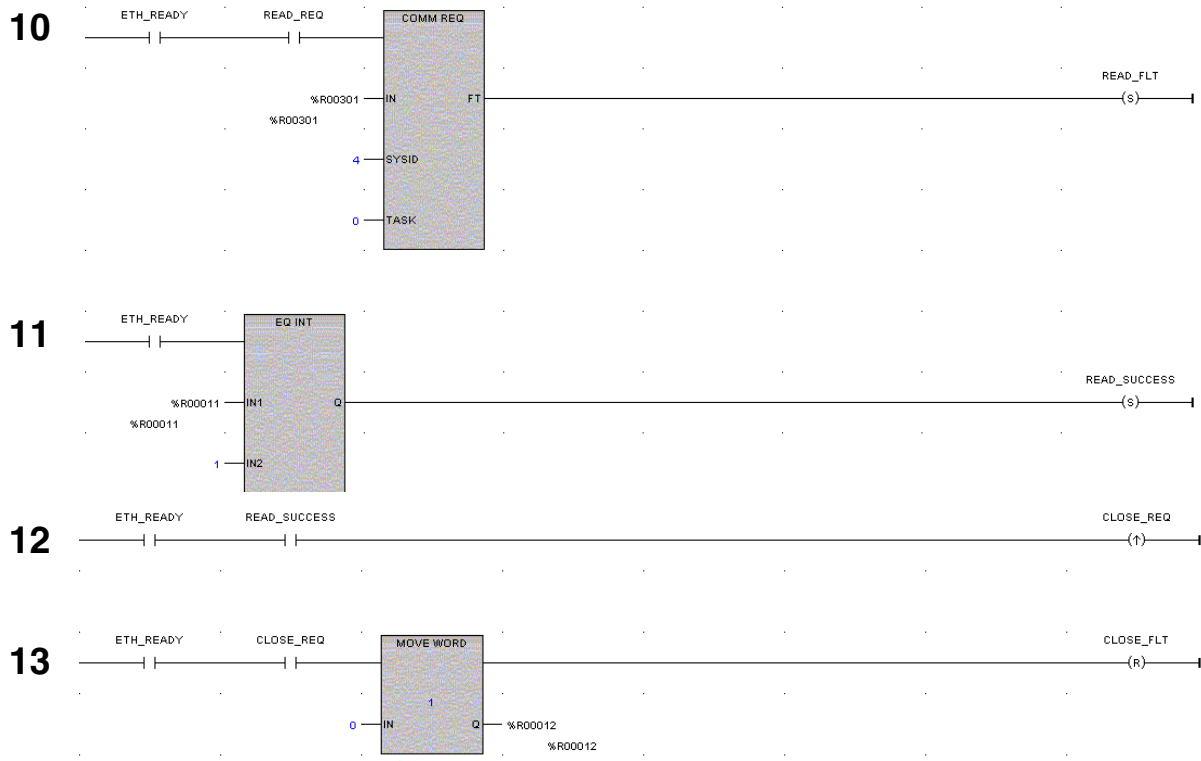 10
ETH_READY READ_REQ COMM REQ
READ_FLT
%R00301 IN FT (S)
%R00301
4 SYSID
0 TASK
11
ETH_READY EQ INT
READ_SUCCESS
%R00011 IN1 Q (S)
%R00011
1 IN2
12
ETH_READY READ_SUCCESS CLOSE_REQ
(↑)
13
ETH_READY CLOSE_REQ MOVE WORD CLOSE_FLT
(R)
1
0 IN Q %R00012
%R00012